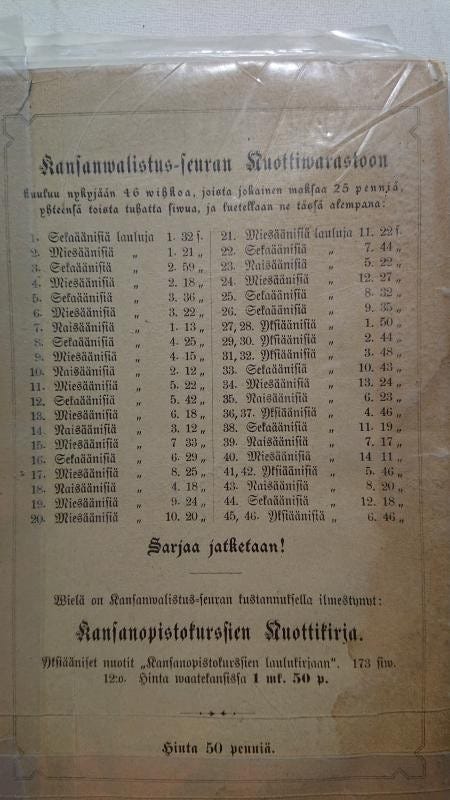 Kansanwalistus-seuran Nuottiwarastoon
kuuluu nykyjään 46 wihkoa, joista jokainen maksaa 25 penniä,
yhteensä toista tuhatta siwua, ja luetellaan ne tässä alempana:
1. Sekaäänisiä lauluja 1. 32 s.
2. Miesäänisiä „ 1. 21 „
3. Sekaäänisiä „ 2. 59 „
4. Miesäänisiä „ 2. 18 „
5. Sekaäänisiä „ 3. 36 „
6. Miesäänisiä „ 3. 22 „
7. Naisäänisiä „ 1. 13 „
8. Sekaäänisiä „ 4. 25 „
9. Miesäänisiä „ 4. 15 „
10. Naisäänisiä „ 2. 12 „
11. Miesäänisiä „ 5. 22 „
12. Sekaäänisiä „ 5. 42 „
13. Miesäänisiä „ 6. 18 „
14. Naisäänisiä „ 3. 12 „
15. Miesäänisiä „ 7 33 „
16. Sekaäänisiä „ 6. 29 „
17. Miesäänisiä „ 8. 25 „
18. Naisäänisiä „ 4. 18 „
19. Miesäänisiä „ 9. 24 „
20. Miesäänisiä „ 10. 20 „
21. Miesäänisiä lauluja 11. 22 s.
22. Sekaäänisiä „ 7. 44 „
23. Naisäänisiä „ 5. 22 „
24. Miesäänisiä „ 12. 27 „
25. Sekaäänisiä „ 8. 32 „
26. Sekaäänisiä „ 9. 35 „
27, 28. Yksiäänisiä „ 1. 50 „
29, 30. Yksiäänisiä „ 2. 44 „
31, 32. Yksiäänisiä „ 3. 48 „
33. Sekaäänisiä „ 10. 43 „
34. Miesäänisiä „ 13. 24 „
35. Naisäänisiä „ 6. 23 „
36, 37. Yksiäänisiä „ 4. 46 „
38. Sekaäänisiä „ 11. 19 „
39. Naisäänisiä „ 7. 17 „
40. Miesäänisiä „ 14 11 „
41, 42. Yksiäänisiä „ 5. 46 „
43. Naisäänisiä „ 8. 20 „
44. Sekaäänisiä „ 12. 18 „
45, 46. Yksiäänisiä „ 6. 46 „
Sarjaa jatketaan!
Wielä on Kansanwalistus-seuran kustannuksella ilmestynyt:
Kansanopistokurssien Nuottikirja.
Yksiääniset nuotit „Kansanopistokurssien laulukirjaan". 173 siw.
12:o. Hinta waatekansissa 1 mk. 50 p.
Hinta 50 penniä.